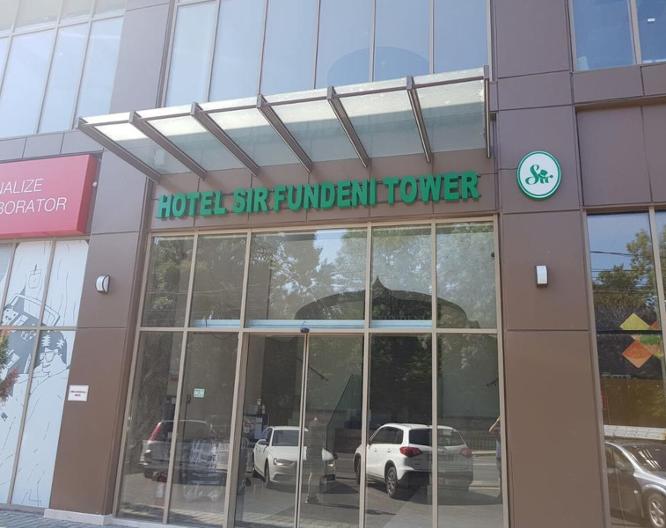 NALIZE
BORATOR
HOTEL SIR FUNDENI TOWER
Sir